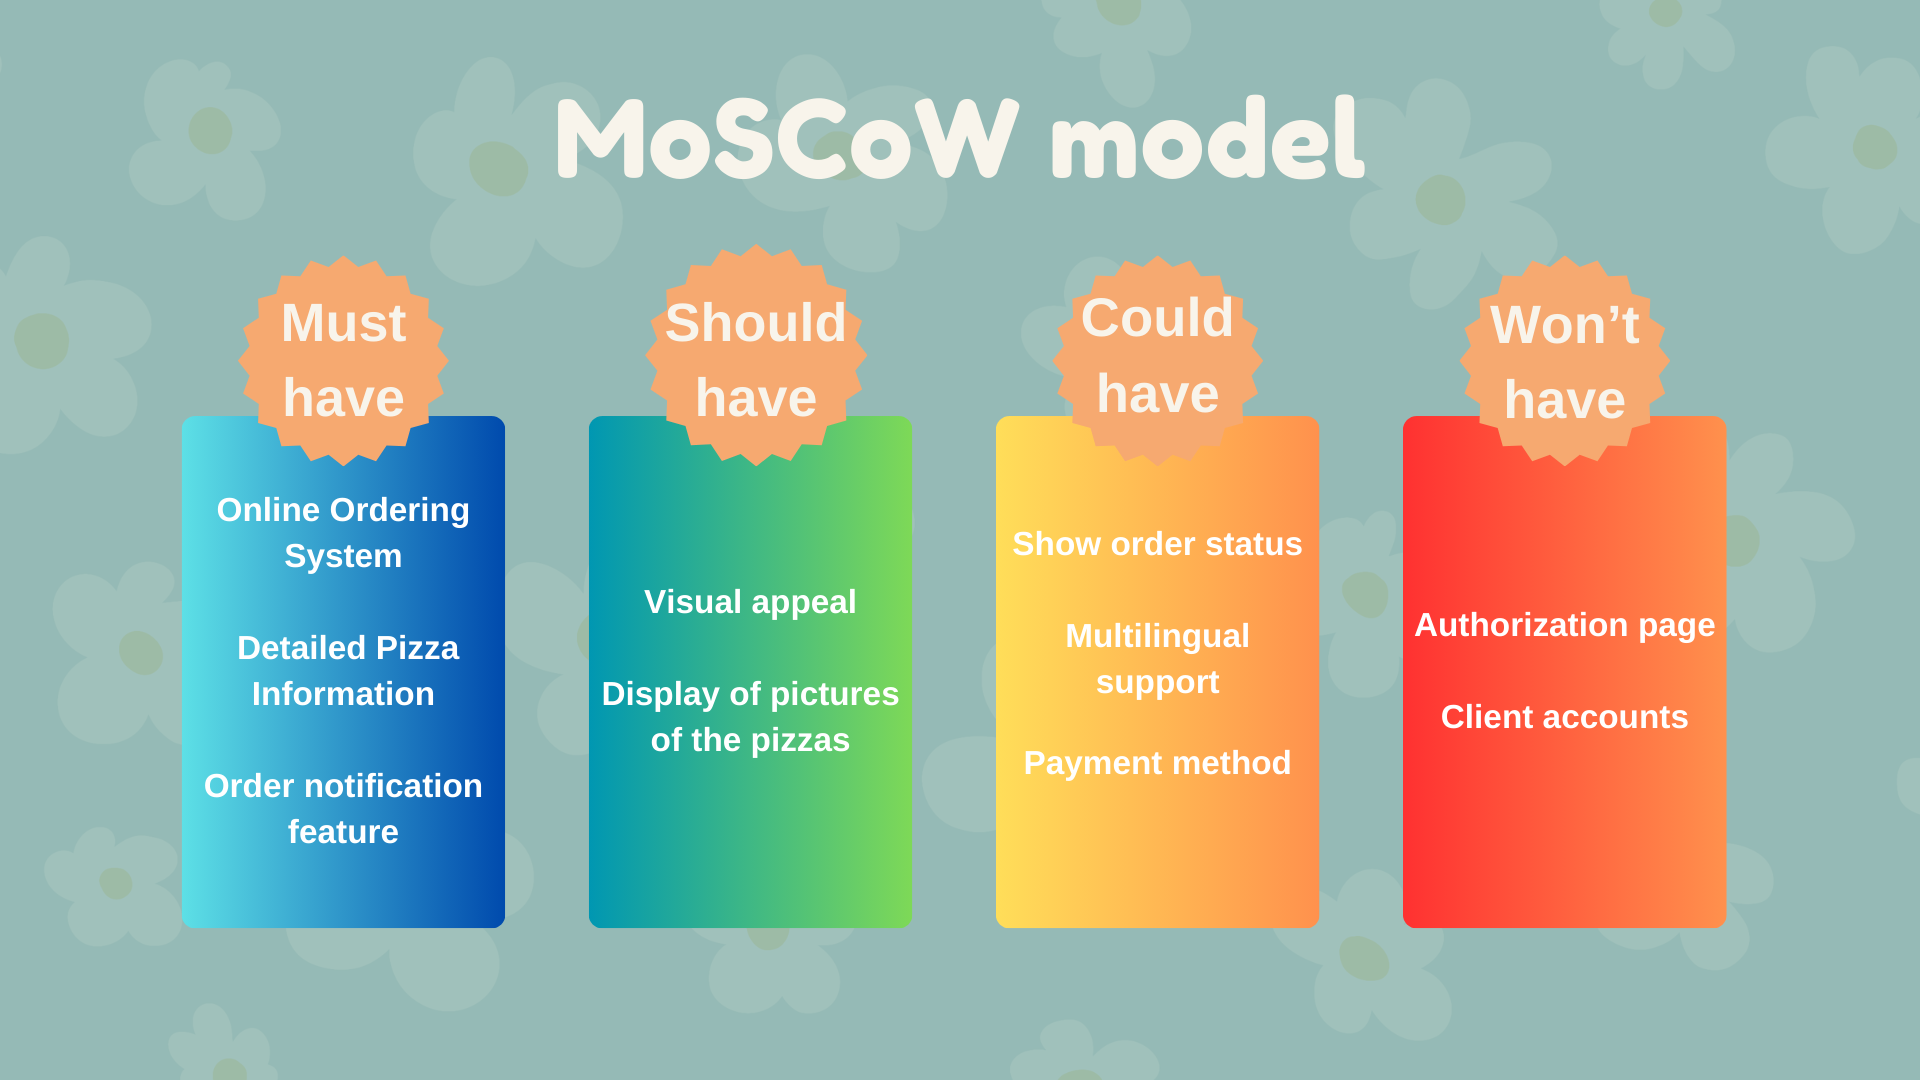 MoSCoW model
Must
have
Online Ordering
System
Detailed Pizza
Information
Order notification
feature
Should
have
Visual appeal
Display of pictures
of the pizzas
Could
have
Show order status
Multilingual
support
Payment method
Won’t
have
Authorization page
Client accounts